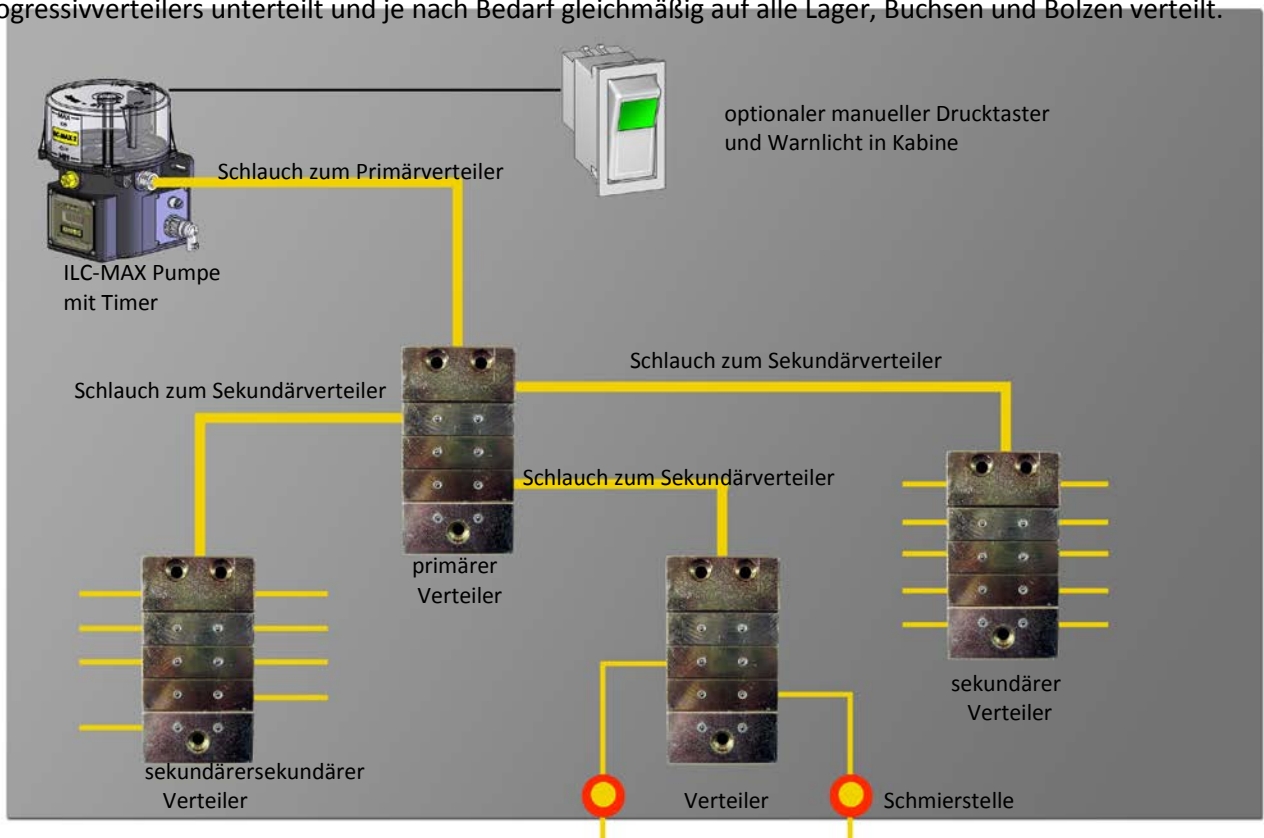 ogressivverteilers unterteilt und je nach Bedarf gleichmäßig auf alle Lager, Buchsen und Bolzen verteilt.
optionaler manueller Drucktaster
und Warnlicht in Kabine
Schlauch zum Primärverteiler
MAX
MIN
ILC-MAX Pumpe
mit Timer
Schlauch zum Sekundärverteiler
Schlauch zum Sekundärverteiler
Schlauch zum Sekundärverteiler
primärer
Verteiler
sekundärer
Verteiler
sekundärersekundärer
Verteiler
Verteiler
Schmierstelle